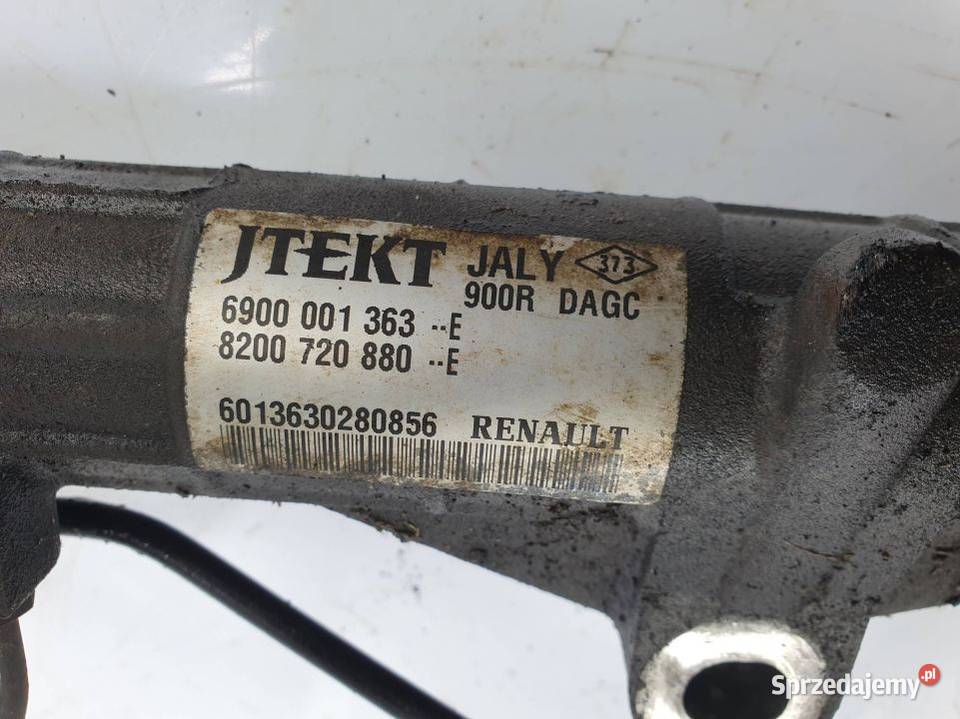 JTEKT JALY 373
900R DAGC
6900 001 363 --E
8200 720 880 --E
6013630280856 RENAULT
Sprzedajemy.pl